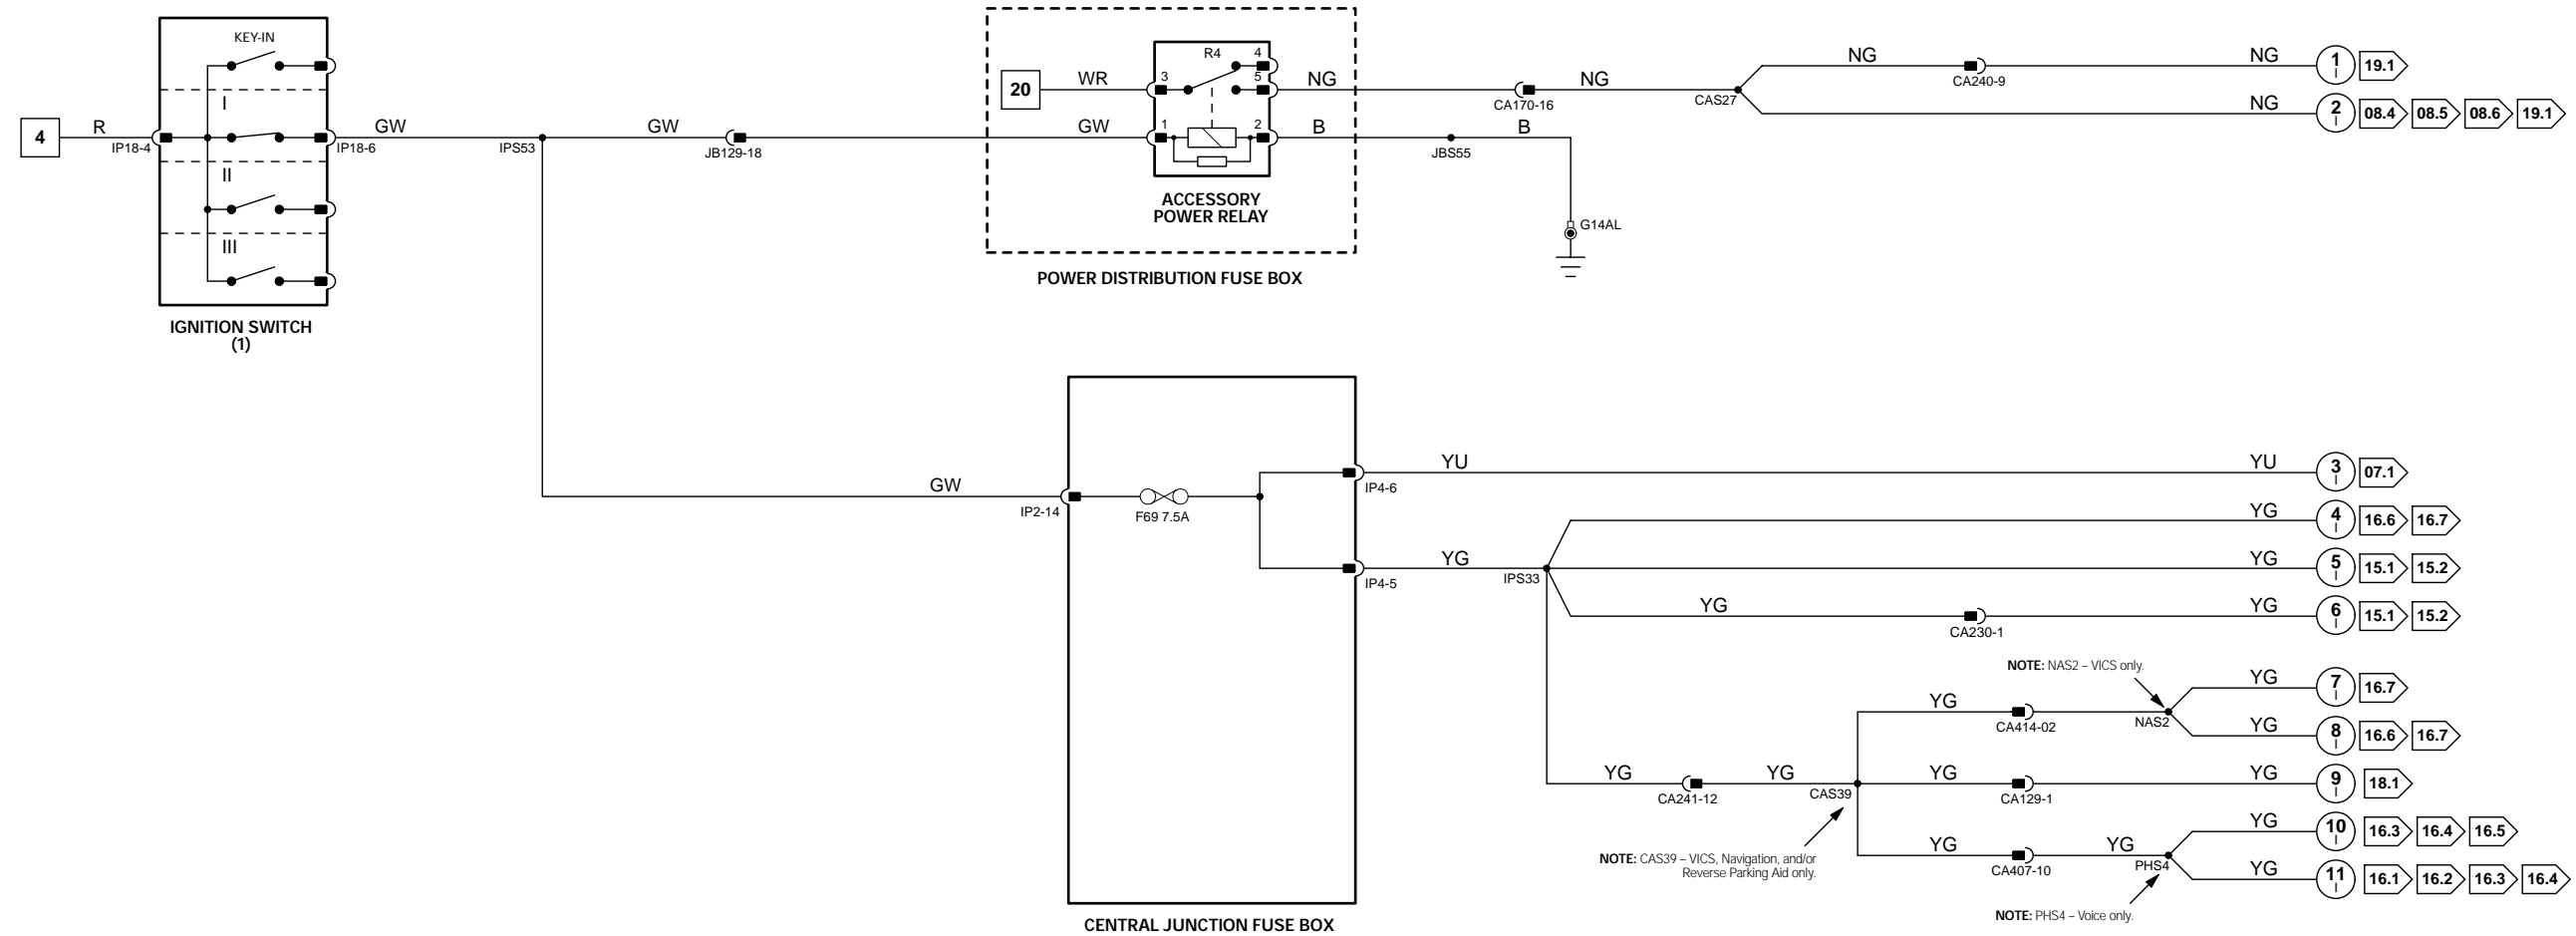 KEY-IN
I
II
III
4
R
IP18-4
IP18-6
GW
IPS53
GW
JB129-18
GW
IGNITION SWITCH
(1)
20
WR
R4
3
4
5
1
2
NG
B
ACCESSORY
POWER RELAY
POWER DISTRIBUTION FUSE BOX
CA170-16
NG
CAS27
JBS55
B
G14AL
NG
CA240-9
NG
1
I
19.1
NG
2
I
08.4
08.5
08.6
19.1
GW
IP2-14
F69 7.5A
IP4-6
IP4-5
CENTRAL JUNCTION FUSE BOX
YU
YU
3
I
07.1
YG
IPS33
YG
4
I
16.6
16.7
YG
5
I
15.1
15.2
YG
CA230-1
YG
6
I
15.1
15.2
NOTE: NAS2 – VICS only.
YG
CA414-02
NAS2
YG
7
I
16.7
YG
8
I
16.6
16.7
YG
CA241-12
YG
CAS39
YG
CA129-1
YG
9
I
18.1
NOTE: CAS39 – VICS, Navigation, and/or
Reverse Parking Aid only.
YG
CA407-10
YG
PHS4
YG
10
I
16.3
16.4
16.5
YG
11
I
16.1
16.2
16.3
16.4
NOTE: PHS4 – Voice only.